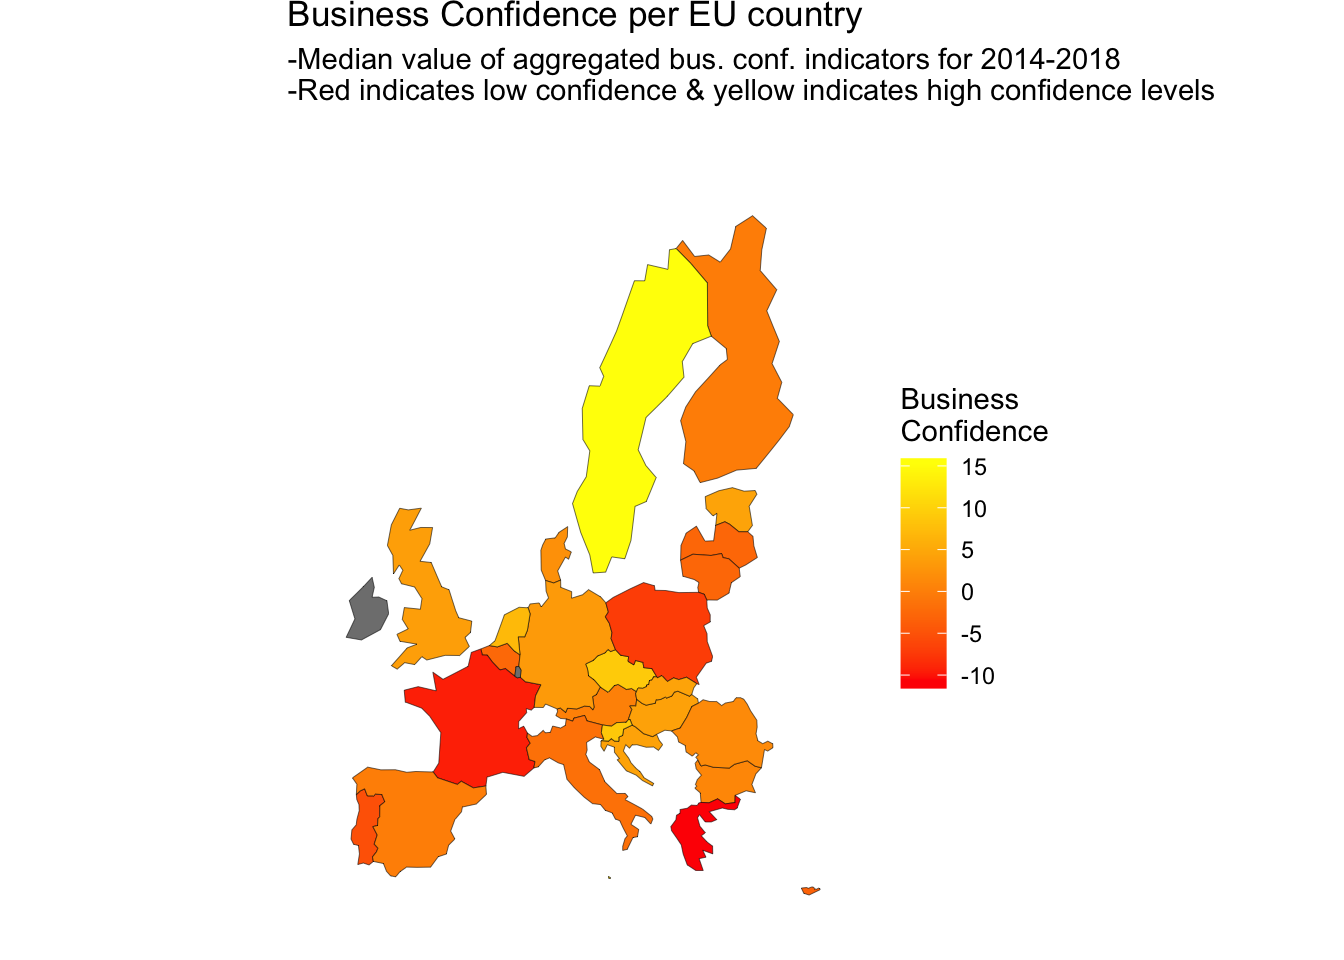 Business Confidence per EU country
-Median value of aggregated bus. conf. indicators for 2014-2018
-Red indicates low confidence & yellow indicates high confidence levels
Business
Confidence
15
10
5
0
-5
-10